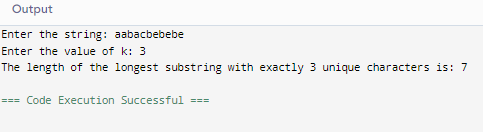 Output
Enter the string: aabacbebebe
Enter the value of k: 3
The length of the longest substring with exactly 3 unique characters is: 7
=== Code Execution Successful ===